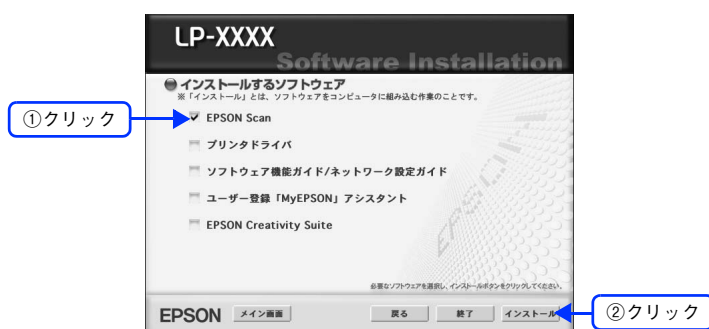 LP-XXXX
Software Installation
インストールするソフトウェア
※「インストール」とは、ソフトウェアをコンピュータに組み込む作業のことです。
①クリック
EPSON Scan
プリンタドライバ
ソフトウェア機能ガイド/ネットワーク設定ガイド
ユーザー登録「MyEPSON」アシスタント
EPSON Creativity Suite
EPSON
必要なソフトウェアを選択し、インストールボタンをクリックしてください。
EPSON
メイン画面
戻る
終了
インストール
②クリック